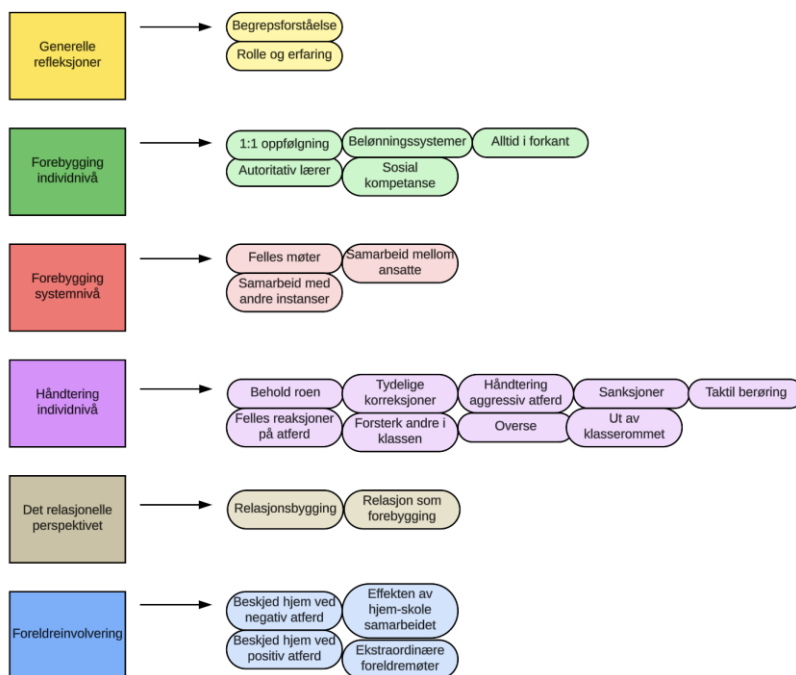 Generelle
refleksjoner
Begrepsforståelse
Rolle og erfaring
Forebygging
individnivå
1:1 oppfølgning
Belønningssystemer
Alltid i forkant
Autoritativ lærer
Sosial
kompetanse
Forebygging
systemnivå
Felles møter
Samarbeid mellom
ansatte
Samarbeid med
andre instanser
Håndtering
individnivå
Behold roen
Tydelige
korreksjoner
Håndtering
aggressiv atferd
Sanksjoner
Taktil berøring
Felles reaksjoner
på atferd
Forsterk andre i
klassen
Overse
Ut av
klasserommet
Det relasjonelle
perspektivet
Relasjonsbygging
Relasjon som
forebygging
Foreldreinvolvering
Beskjed hjem ved
negativ atferd
Effekten av
hjem-skole
samarbeidet
Beskjed hjem ved
positiv atferd
Ekstraordinære
foreldremøter